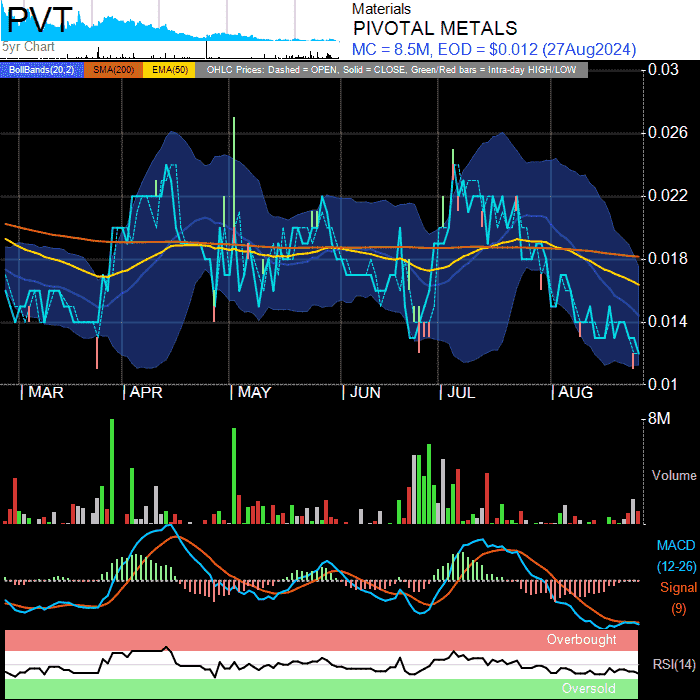 PVT
5yr Chart
Materials
PIVOTAL METALS
MC = 8.5M, EOD = $0.012 (27Aug2024)
BollBands(20,2) SMA(200) EMA(50) OHLC Prices: Dashed = OPEN, Solid = CLOSE, Green/Red bars = Intra-day HIGH/LOW
0.03
0.026
0.022
0.018
0.014
0.01
MAR APR MAY JUN JUL AUG
8M
Volume
MACD
(12-26)
Signal
(9)
Overbought
RSI(14)
Oversold